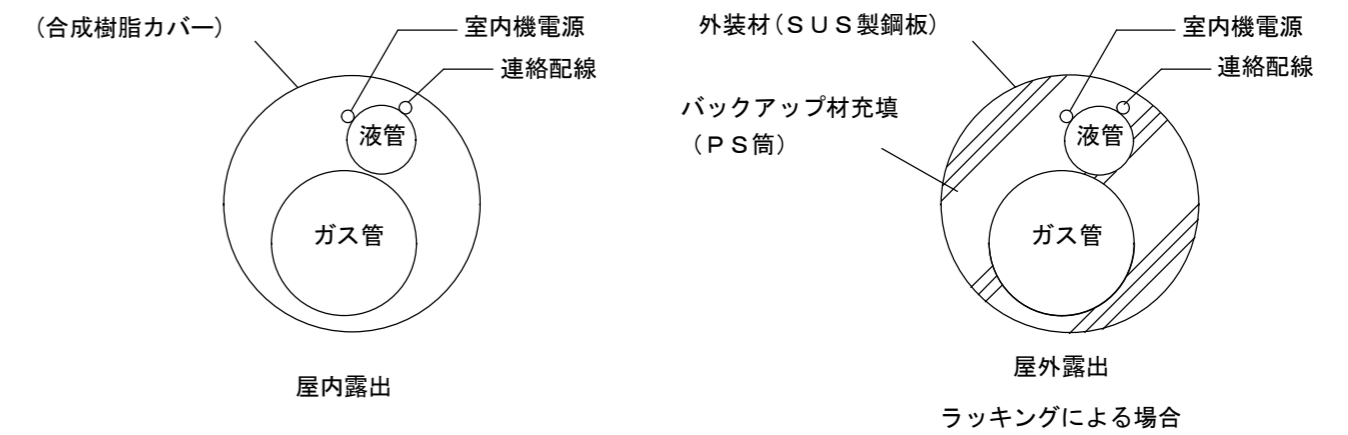 (合成樹脂カバー)
室内機電源
連絡配線
液管
ガス管
屋内露出
外装材(SUS製鋼板)
室内機電源
連絡配線
バックアップ材充填
(PS筒)
液管
ガス管
屋外露出
ラッキングによる場合